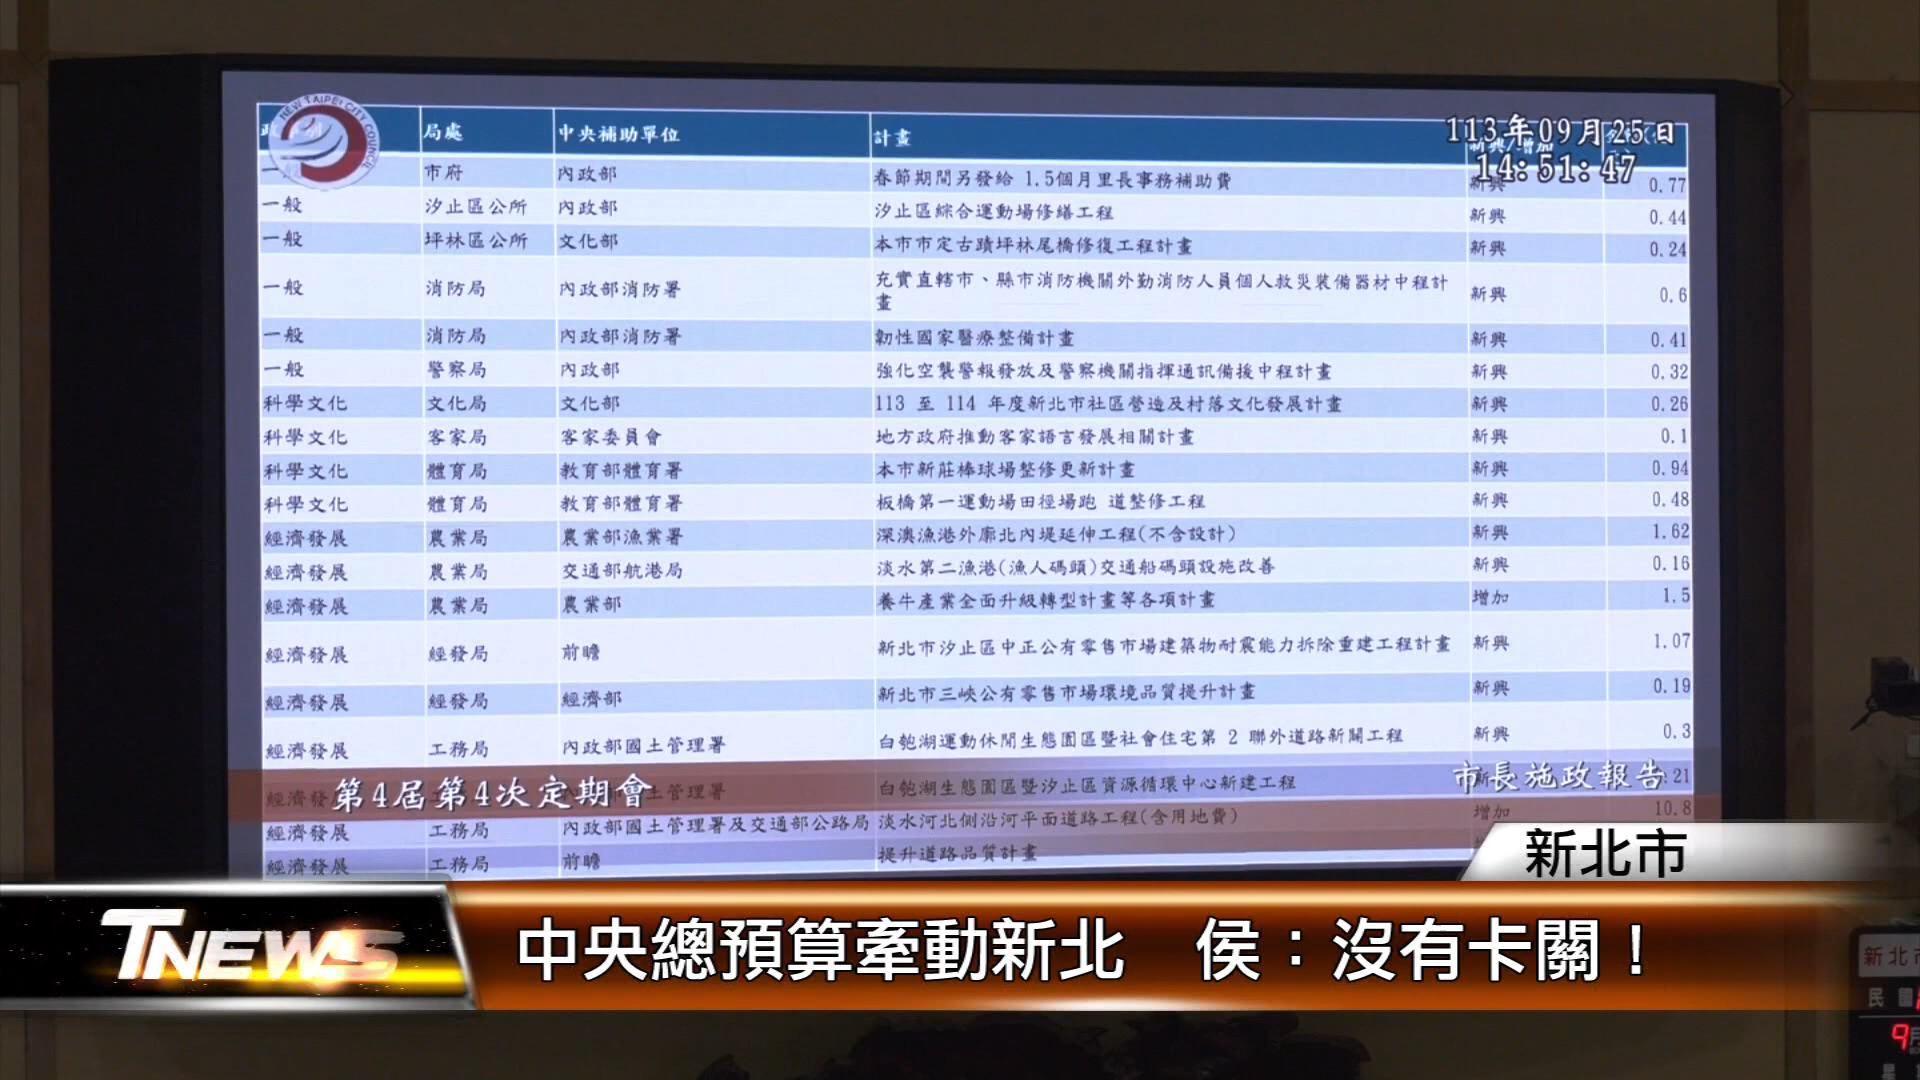 NEW TAIPEI CITY COUNCIL
113年09月25日
14:51:47
局處 中央補助單位 計畫
市府 內政部 春節期間另發給 1.5個月里長事務補助費 新興 0.77
一般 汐止區公所 內政部 汐止區綜合運動場修繕工程 新興 0.44
一般 坪林區公所 文化部 本市市定古蹟坪林尾橋修復工程計畫 新興 0.24
一般 消防局 內政部消防署 充實直轄市、縣市消防機關外勤消防人員個人救災裝備器材中程計畫 新興 0.6
一般 消防局 內政部消防署 韌性國家醫療整備計畫 新興 0.41
一般 警察局 內政部 強化空襲警報發放及警察機關指揮通訊備援中程計畫 新興 0.32
科學文化 文化局 文化部 113 至 114 年度新北市社區營造及村落文化發展計畫 新興 0.26
科學文化 客家局 客家委員會 地方政府推動客家語言發展相關計畫 新興 0.1
科學文化 體育局 教育部體育署 本市新莊棒球場整修更新計畫 新興 0.94
科學文化 體育局 教育部體育署 板橋第一運動場田徑場跑 道整修工程 新興 0.48
經濟發展 農業局 農業部漁業署 深澳漁港外廓北內堤延伸工程(不含設計) 新興 1.62
經濟發展 農業局 交通部航港局 淡水第二漁港(漁人碼頭)交通船碼頭設施改善 新興 0.16
經濟發展 農業局 農業部 養牛產業全面升級轉型計畫等各項計畫 增加 1.5
經濟發展 經發局 前瞻 新北市汐止區中正公有零售市場建築物耐震能力拆除重建工程計畫 新興 1.07
經濟發展 經發局 經濟部 新北市三峽公有零售市場環境品質提升計畫 新興 0.19
經濟發展 工務局 內政部國土管理署 白匏湖運動休閒生態園區暨社會住宅第 2 聯外道路新闢工程 新興 0.3
白匏湖生態園區暨汐止區資源循環中心新建工程
第4屆第4次定期會 市長施政報告
經濟發展 工務局 內政部國土管理署及交通部公路局 淡水河北側沿河平面道路工程(含用地費) 增加 10.8
經濟發展 工務局 前瞻 提升道路品質計畫
新北市
TNEWS
中央總預算牽動新北 侯：沒有卡關！
新北市
民國
9月